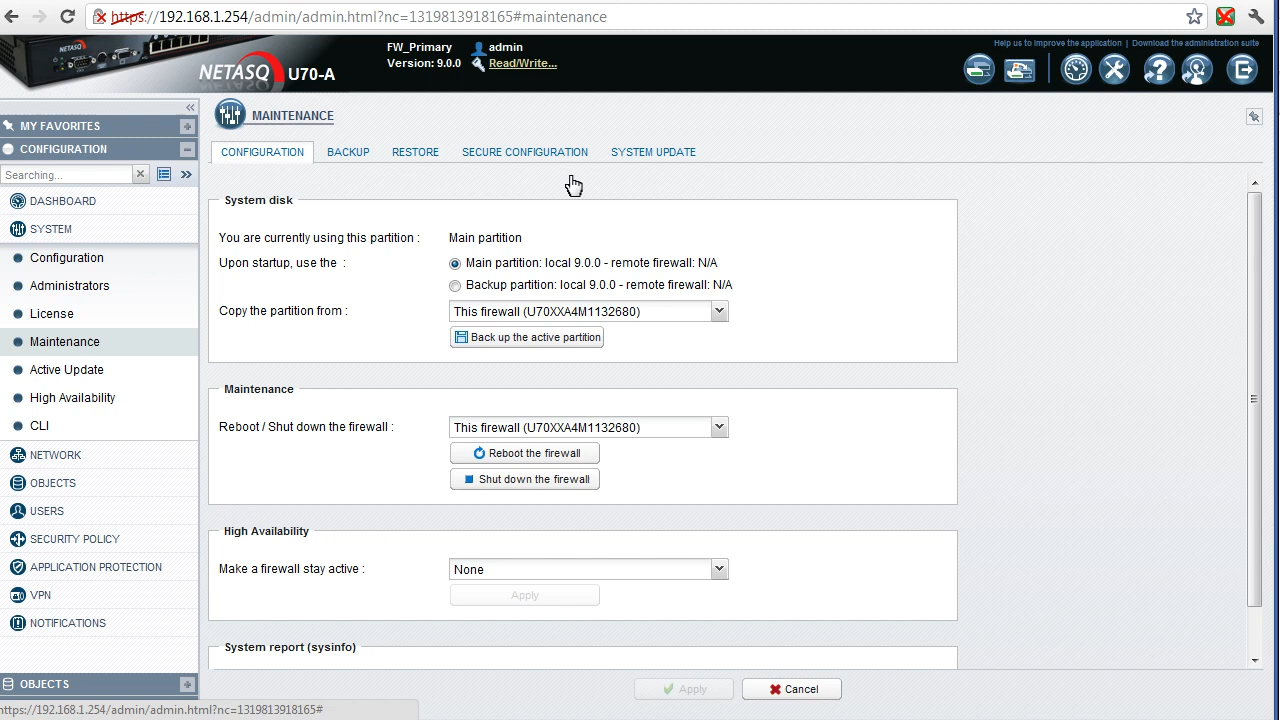 https://192.168.1.254/admin/admin.html?nc=1319813918165#maintenance
NETASQ
NETASQ U70-A
FW_Primary
Version: 9.0.0
admin
Read/Write...
Help us to improve the application | Download the administration suite
MY FAVORITES
CONFIGURATION
Searching...
DASHBOARD
SYSTEM
Configuration
Administrators
License
Maintenance
Active Update
High Availability
CLI
NETWORK
OBJECTS
USERS
SECURITY POLICY
APPLICATION PROTECTION
VPN
NOTIFICATIONS
OBJECTS
MAINTENANCE
CONFIGURATION BACKUP RESTORE SECURE CONFIGURATION SYSTEM UPDATE
System disk
You are currently using this partition : Main partition
Upon startup, use the : Main partition: local 9.0.0 - remote firewall: N/A
Backup partition: local 9.0.0 - remote firewall: N/A
Copy the partition from : This firewall (U70XXA4M1132680)
Back up the active partition
Maintenance
Reboot / Shut down the firewall : This firewall (U70XXA4M1132680)
Reboot the firewall
Shut down the firewall
High Availability
Make a firewall stay active : None
Apply
System report (sysinfo)
Apply Cancel
https://192.168.1.254/admin/admin.html?nc=1319813918165#